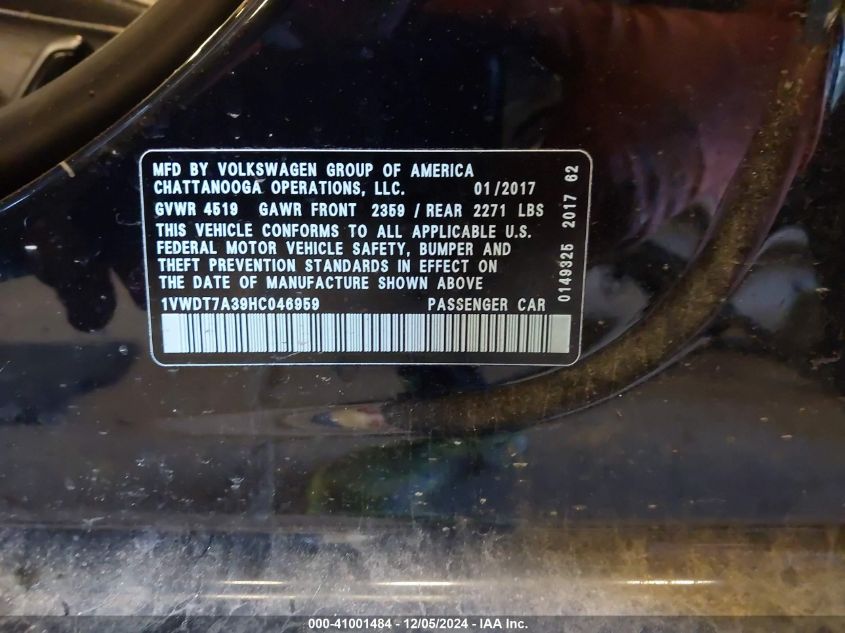 MFD BY VOLKSWAGEN GROUP OF AMERICA
CHATTANOOGA OPERATIONS, LLC. 01/2017
GVWR 4519 GAWR FRONT 2359 / REAR 2271 LBS
THIS VEHICLE CONFORMS TO ALL APPLICABLE U.S.
FEDERAL MOTOR VEHICLE SAFETY, BUMPER AND
THEFT PREVENTION STANDARDS IN EFFECT ON
THE DATE OF MANUFACTURE SHOWN ABOVE
1VWDT7A39HC046959 PASSENGER CAR
0149325 2017 62
000-41001484 - 12/05/2024 - IAA Inc.